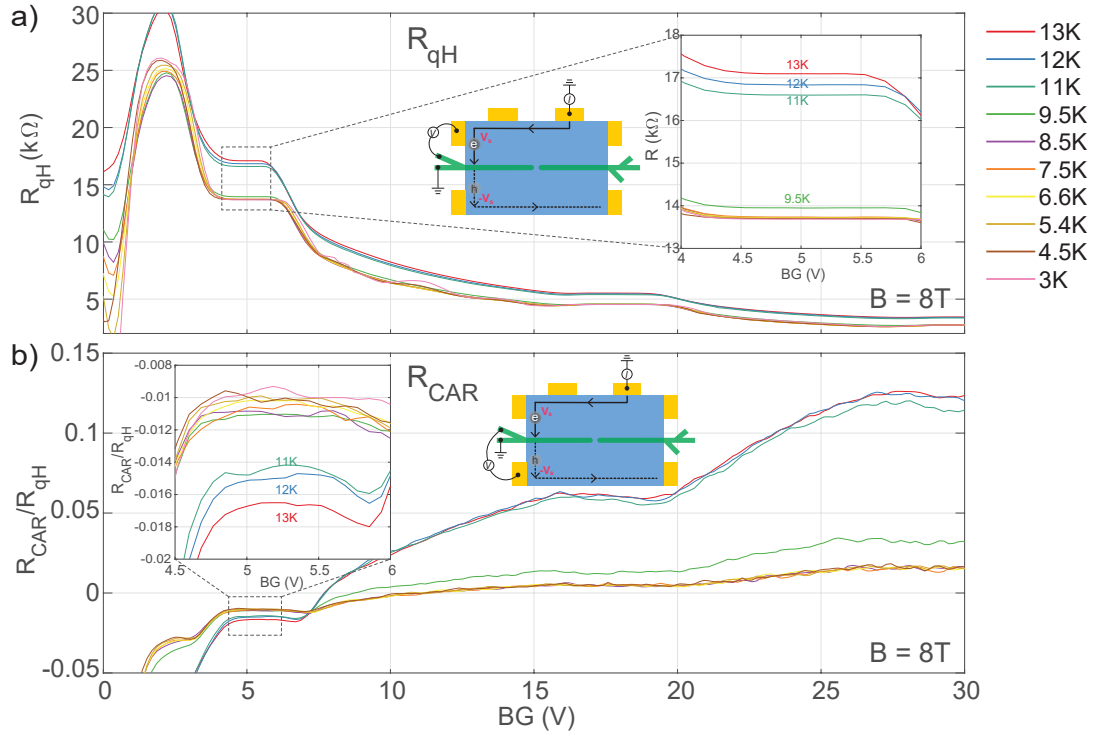 a)
R_qH (kΩ)
30
25
20
15
10
5
R_qH
B = 8T
18
17
16
15
14
13
R (kΩ)
4
4.5
5
5.5
6
BG (V)
13K
12K
11K
9.5K
I
V
V_s
e
h
-V_s
13K
12K
11K
9.5K
8.5K
7.5K
6.6K
5.4K
4.5K
3K
b)
R_CAR/R_qH
0.15
0.1
0.05
0
-0.05
R_CAR
B = 8T
-0.008
-0.01
-0.012
-0.014
-0.016
-0.018
-0.02
R_CAR/R_qH
4.5
5
5.5
6
BG (V)
11K
12K
13K
I
V
V_s
e
h
-V_s
0
5
10
15
20
25
30
BG (V)